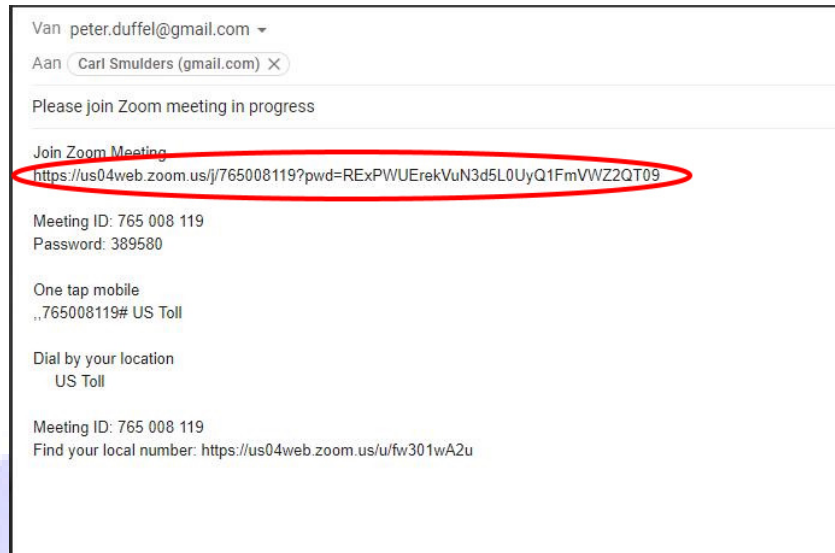 Van peter.duffel@gmail.com
Aan Carl Smulders (gmail.com)
Please join Zoom meeting in progress
Join Zoom Meeting
https://us04web.zoom.us/j/765008119?pwd=RExPWUErekVuN3d5L0UyQ1FmVWZ2QT09
Meeting ID: 765 008 119
Password: 389580
One tap mobile
,,765008119# US Toll
Dial by your location
US Toll
Meeting ID: 765 008 119
Find your local number: https://us04web.zoom.us/u/fw301wA2u